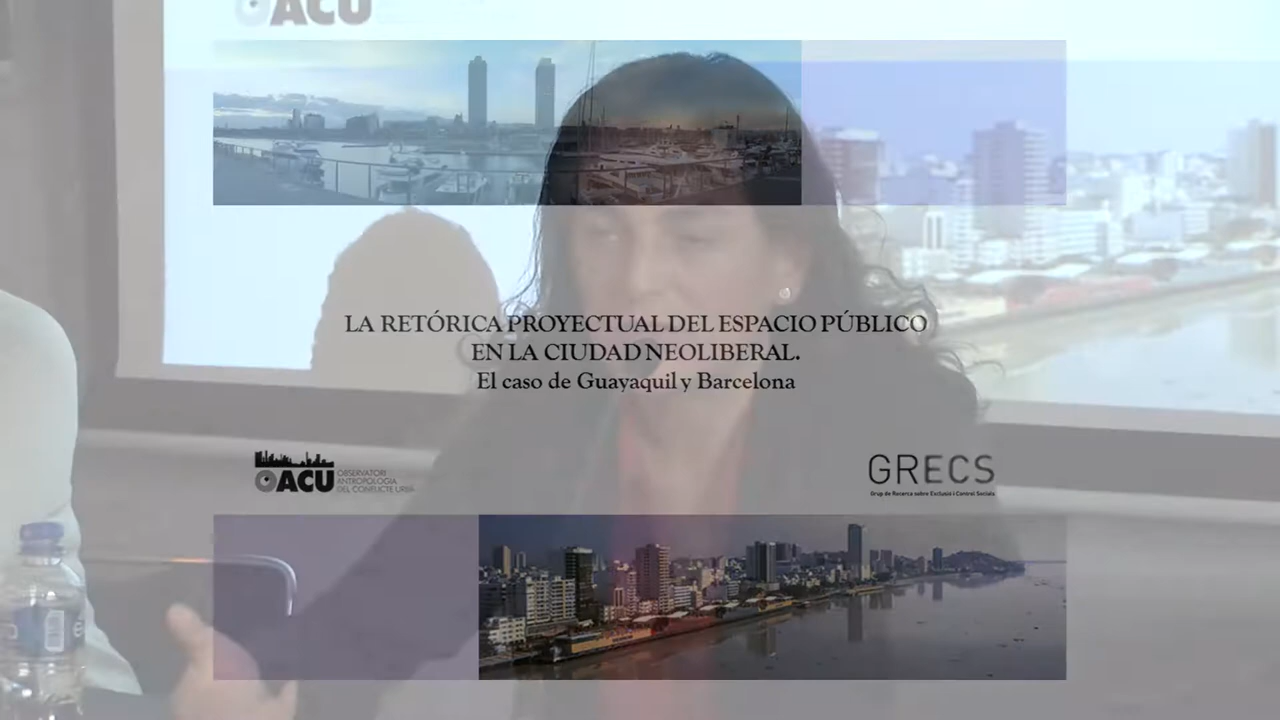 ACU
LA RETÓRICA PROYECTUAL DEL ESPACIO PÚBLICO
EN LA CIUDAD NEOLIBERAL.
El caso de Guayaquil y Barcelona
OACU
OBSERVATORI
ANTROPOLOGIA
DEL CONFLICTE URBÀ
GRECS
Grup de Recerca sobre Exclusió i Control Socials